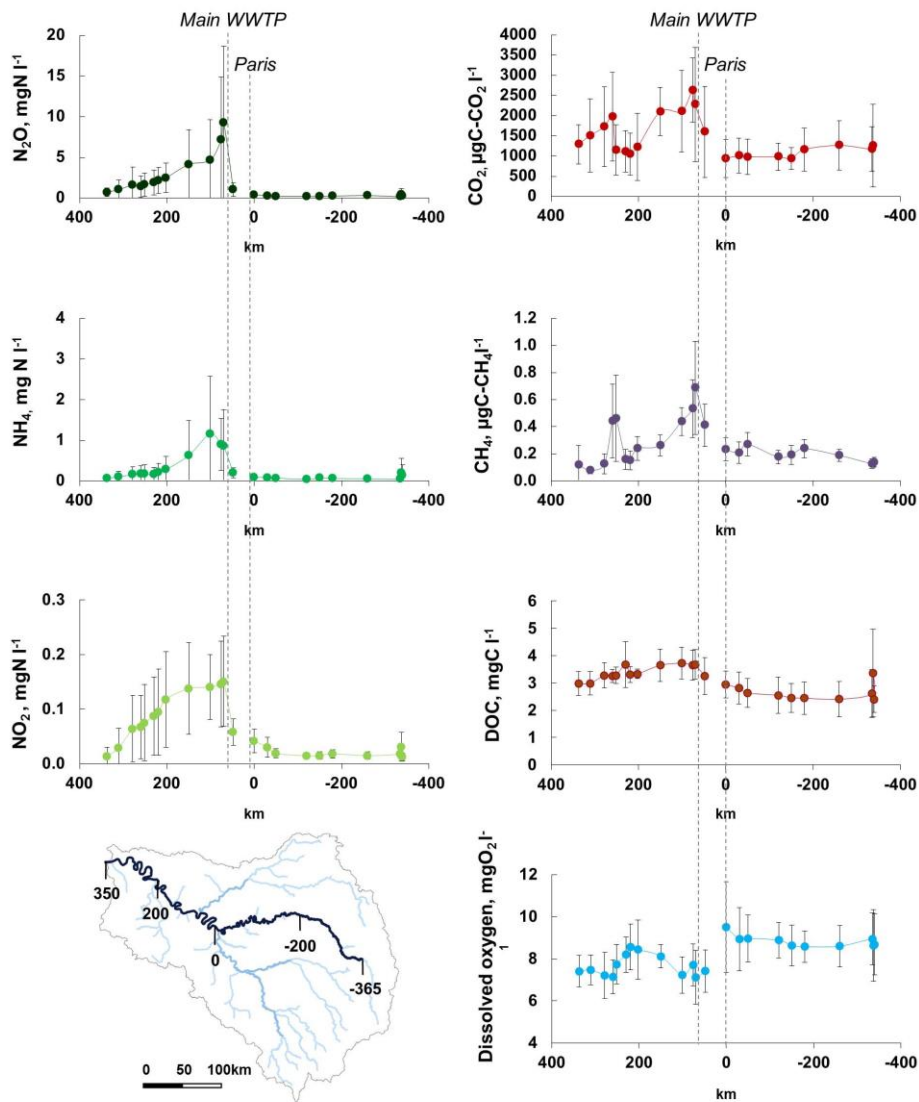 Main WWTP
Paris
N2O, mgN l-1
20
15
10
5
0
400 200 0 -200 -400
km
Main WWTP
Paris
CO2, µgC-CO2 l-1
4000
3500
3000
2500
2000
1500
1000
500
0
400 200 0 -200 -400
km
NH4, mg N l-1
4
3
2
1
0
400 200 0 -200 -400
km
CH4, µgC-CH4l-1
1.2
1.0
0.8
0.6
0.4
0.2
0.0
400 200 0 -200 -400
km
NO2, mgN l-1
0.3
0.2
0.1
0.0
400 200 0 -200 -400
km
DOC, mgC l-1
6
5
4
3
2
1
0
400 200 0 -200 -400
km
350
200
0
-200
-365
0 50 100km
Dissolved oxygen, mgO2 l-
1
12
10
8
6
4
400 200 0 -200 -400
km